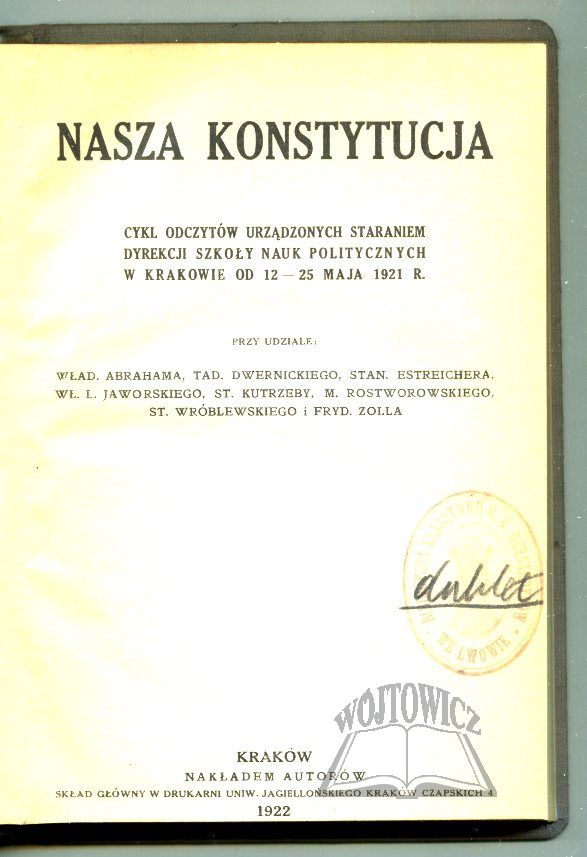 NASZA KONSTYTUCJA
CYKL ODCZYTÓW URZĄDZONYCH STARANIEM
DYREKCJI SZKOŁY NAUK POLITYCZNYCH
W KRAKOWIE OD 12 — 25 MAJA 1921 R.
PRZY UDZIALE:
WŁAD. ABRAHAMA, TAD. DWERNICKIEGO, STAN. ESTREICHERA,
WŁ. L. JAWORSKIEGO, ST. KUTRZEBY, M. ROSTWOROWSKIEGO,
ST. WRÓBLEWSKIEGO i FRYD. ZOLLA
dublet
WE LWOWIE
WÓJTOWICZ
KRAKÓW
NAKŁADEM AUTORÓW
SKŁAD GŁÓWNY W DRUKARNI UNIW. JAGIELLOŃSKIEGO KRAKÓW CZAPSKICH 4
1922